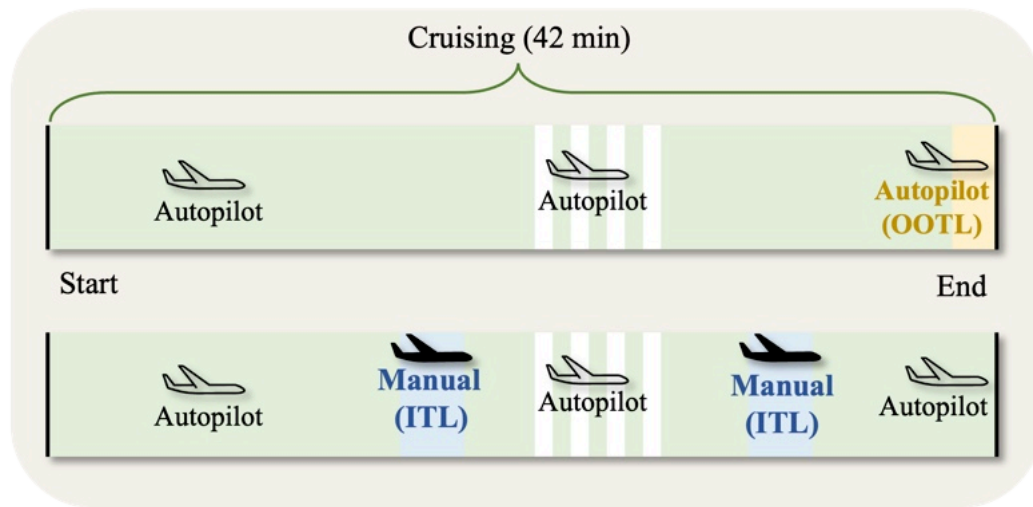 Cruising (42 min)
Autopilot
Autopilot
Autopilot
(OOTL)
Start
End
Autopilot
Manual
(ITL)
Autopilot
Manual
(ITL)
Autopilot